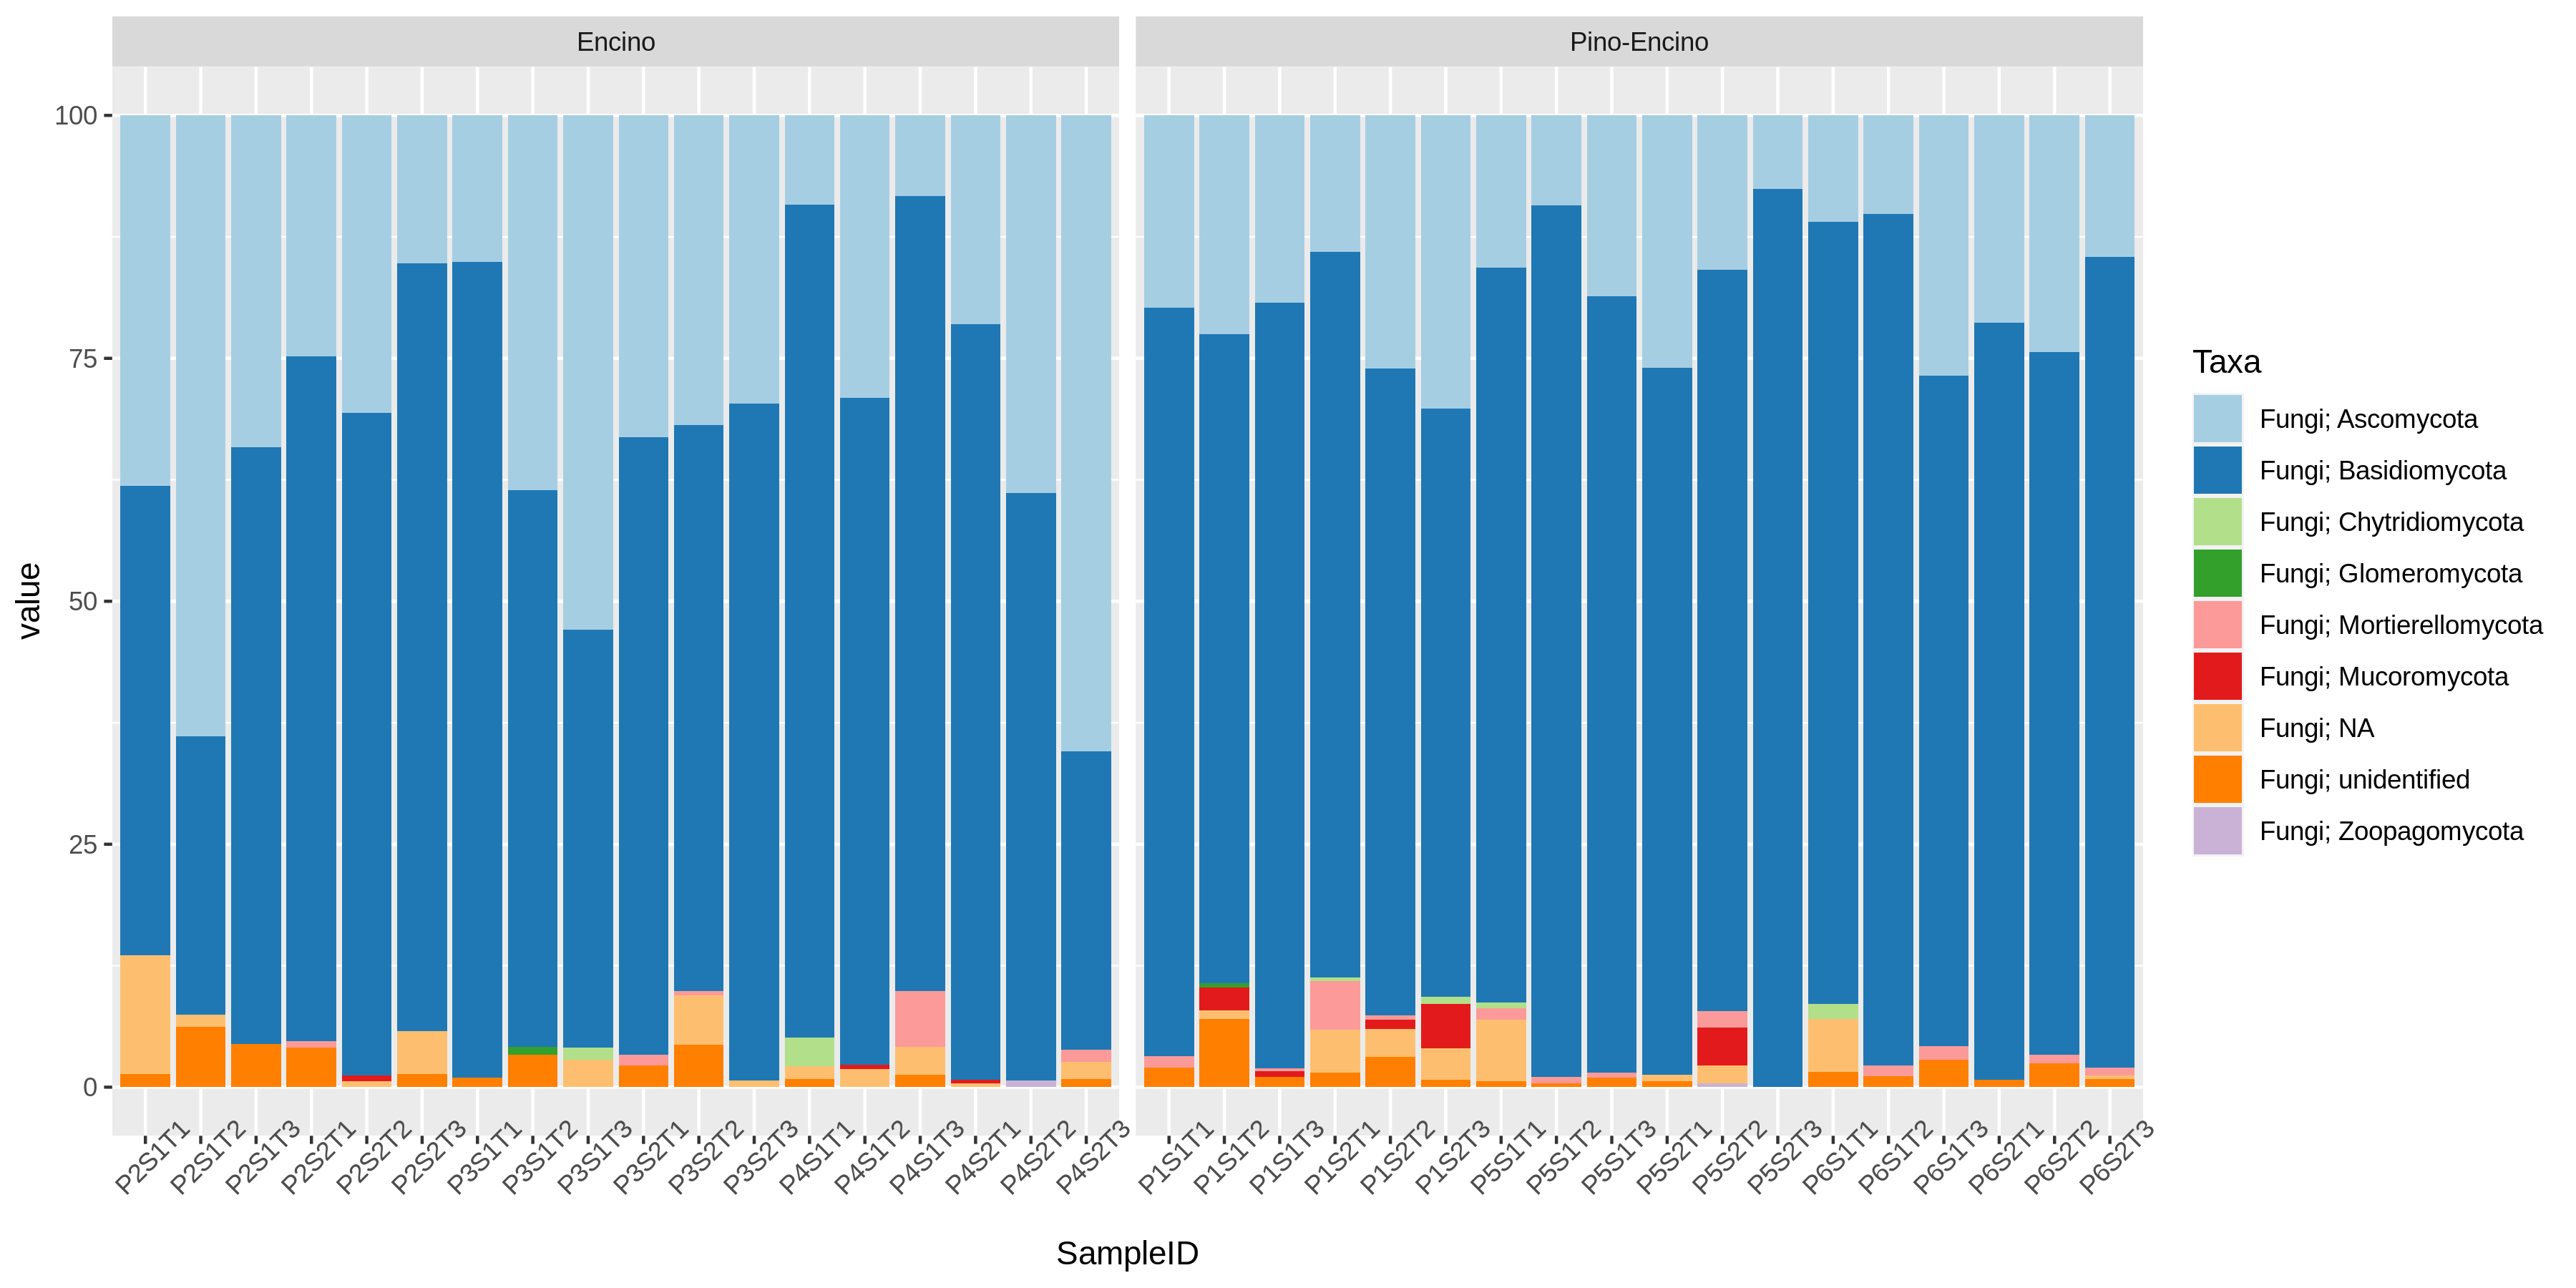 Encino
Pino-Encino
100
75
50
25
0
value
P2S1T1
P2S1T2
P2S1T3
P2S2T1
P2S2T2
P2S2T3
P3S1T1
P3S1T2
P3S1T3
P3S2T1
P3S2T2
P3S2T3
P4S1T1
P4S1T2
P4S1T3
P4S2T1
P4S2T2
P4S2T3
P1S1T1
P1S1T2
P1S1T3
P1S2T1
P1S2T2
P1S2T3
P5S1T1
P5S1T2
P5S1T3
P5S2T1
P5S2T2
P5S2T3
P6S1T1
P6S1T2
P6S1T3
P6S2T1
P6S2T2
P6S2T3
SampleID
Taxa
Fungi; Ascomycota
Fungi; Basidiomycota
Fungi; Chytridiomycota
Fungi; Glomeromycota
Fungi; Mortierellomycota
Fungi; Mucoromycota
Fungi; NA
Fungi; unidentified
Fungi; Zoopagomycota